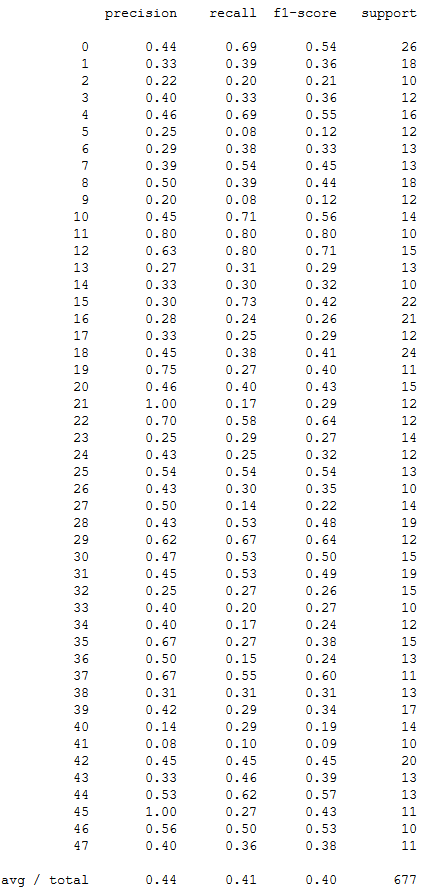 precision recall f1-score support
0 0.44 0.69 0.54 26
1 0.33 0.39 0.36 18
2 0.22 0.20 0.21 10
3 0.40 0.33 0.36 12
4 0.46 0.69 0.55 16
5 0.25 0.08 0.12 12
6 0.29 0.38 0.33 13
7 0.39 0.54 0.45 13
8 0.50 0.39 0.44 18
9 0.20 0.08 0.12 12
10 0.45 0.71 0.56 14
11 0.80 0.80 0.80 10
12 0.63 0.80 0.71 15
13 0.27 0.31 0.29 13
14 0.33 0.30 0.32 10
15 0.30 0.73 0.42 22
16 0.28 0.24 0.26 21
17 0.33 0.25 0.29 12
18 0.45 0.38 0.41 24
19 0.75 0.27 0.40 11
20 0.46 0.40 0.43 15
21 1.00 0.17 0.29 12
22 0.70 0.58 0.64 12
23 0.25 0.29 0.27 14
24 0.43 0.25 0.32 12
25 0.54 0.54 0.54 13
26 0.43 0.30 0.35 10
27 0.50 0.14 0.22 14
28 0.43 0.53 0.48 19
29 0.62 0.67 0.64 12
30 0.47 0.53 0.50 15
31 0.45 0.53 0.49 19
32 0.25 0.27 0.26 15
33 0.40 0.20 0.27 10
34 0.40 0.17 0.24 12
35 0.67 0.27 0.38 15
36 0.50 0.15 0.24 13
37 0.67 0.55 0.60 11
38 0.31 0.31 0.31 13
39 0.42 0.29 0.34 17
40 0.14 0.29 0.19 14
41 0.08 0.10 0.09 10
42 0.45 0.45 0.45 20
43 0.33 0.46 0.39 13
44 0.53 0.62 0.57 13
45 1.00 0.27 0.43 11
46 0.56 0.50 0.53 10
47 0.40 0.36 0.38 11
avg / total 0.44 0.41 0.40 677